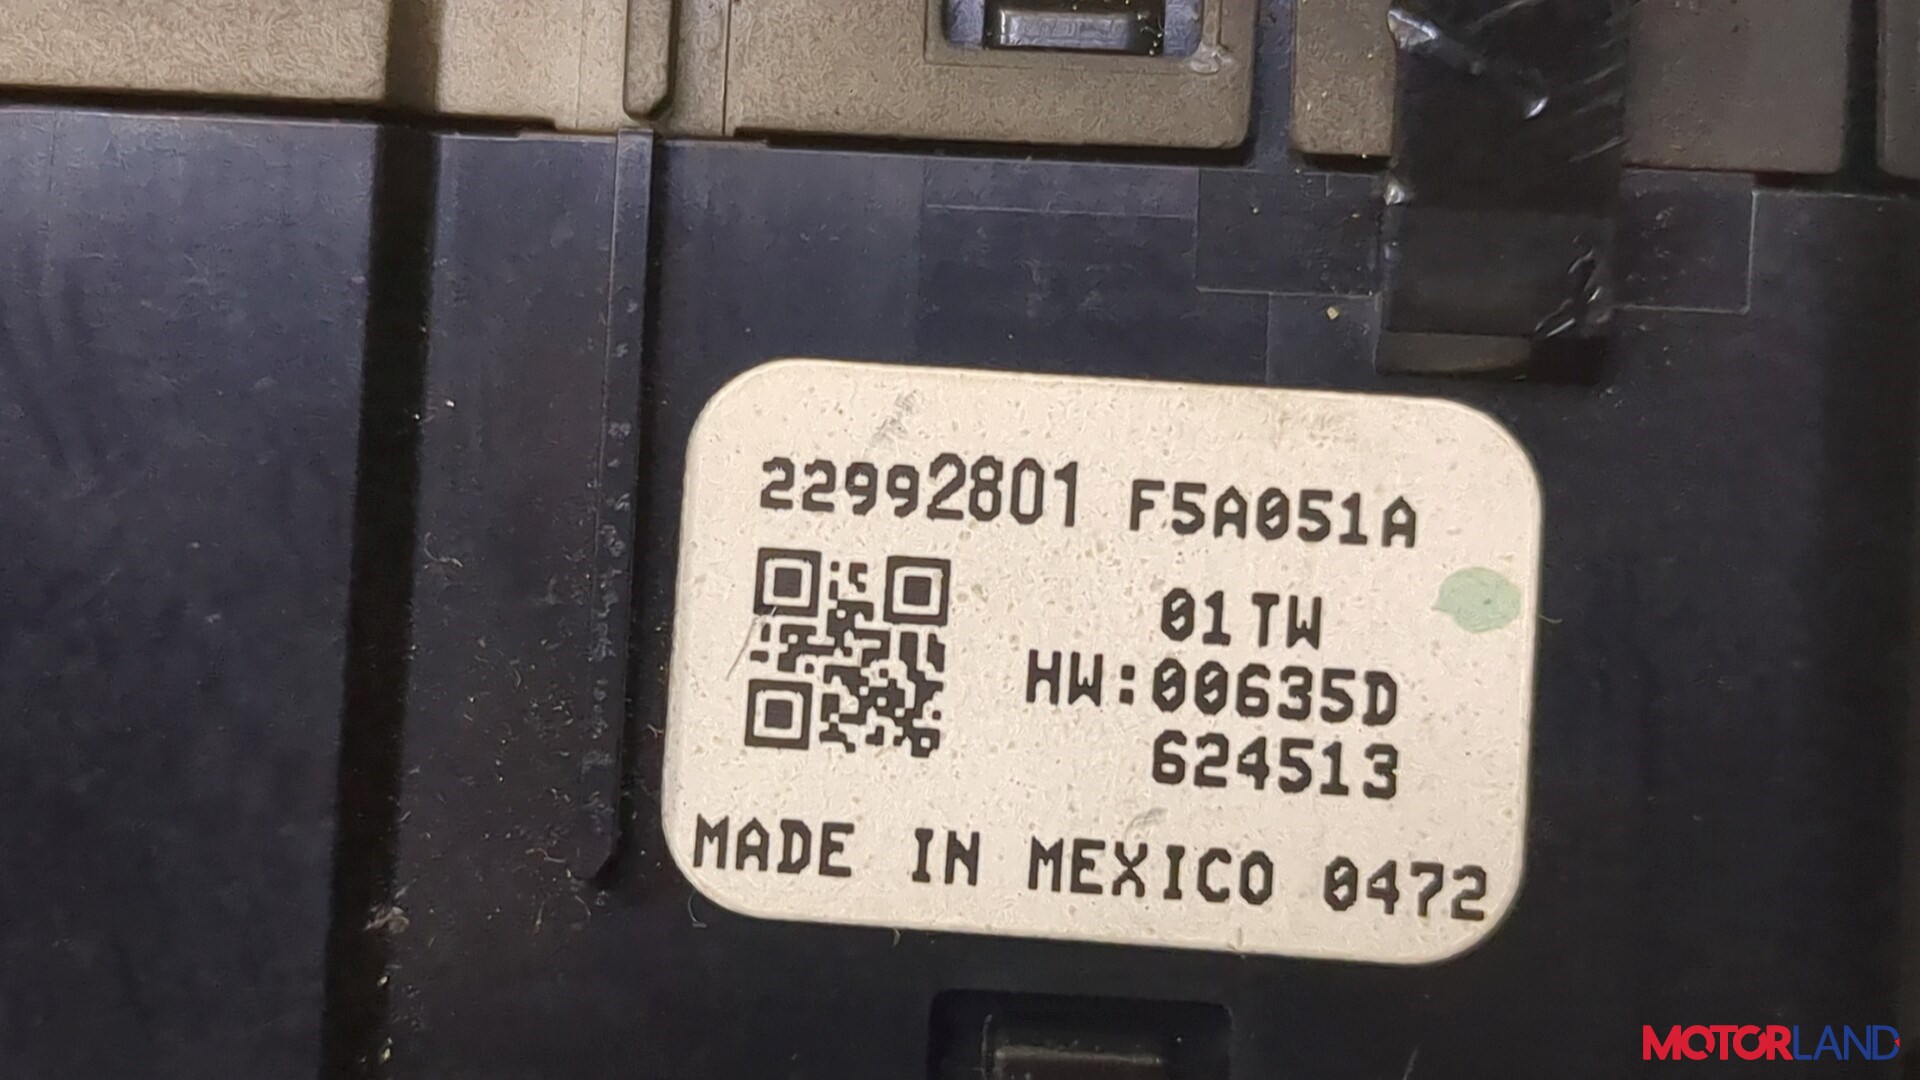 22992801 F5A051A
01TW
HW:00635D
624513
MADE IN MEXICO 0472
MOTORLAND